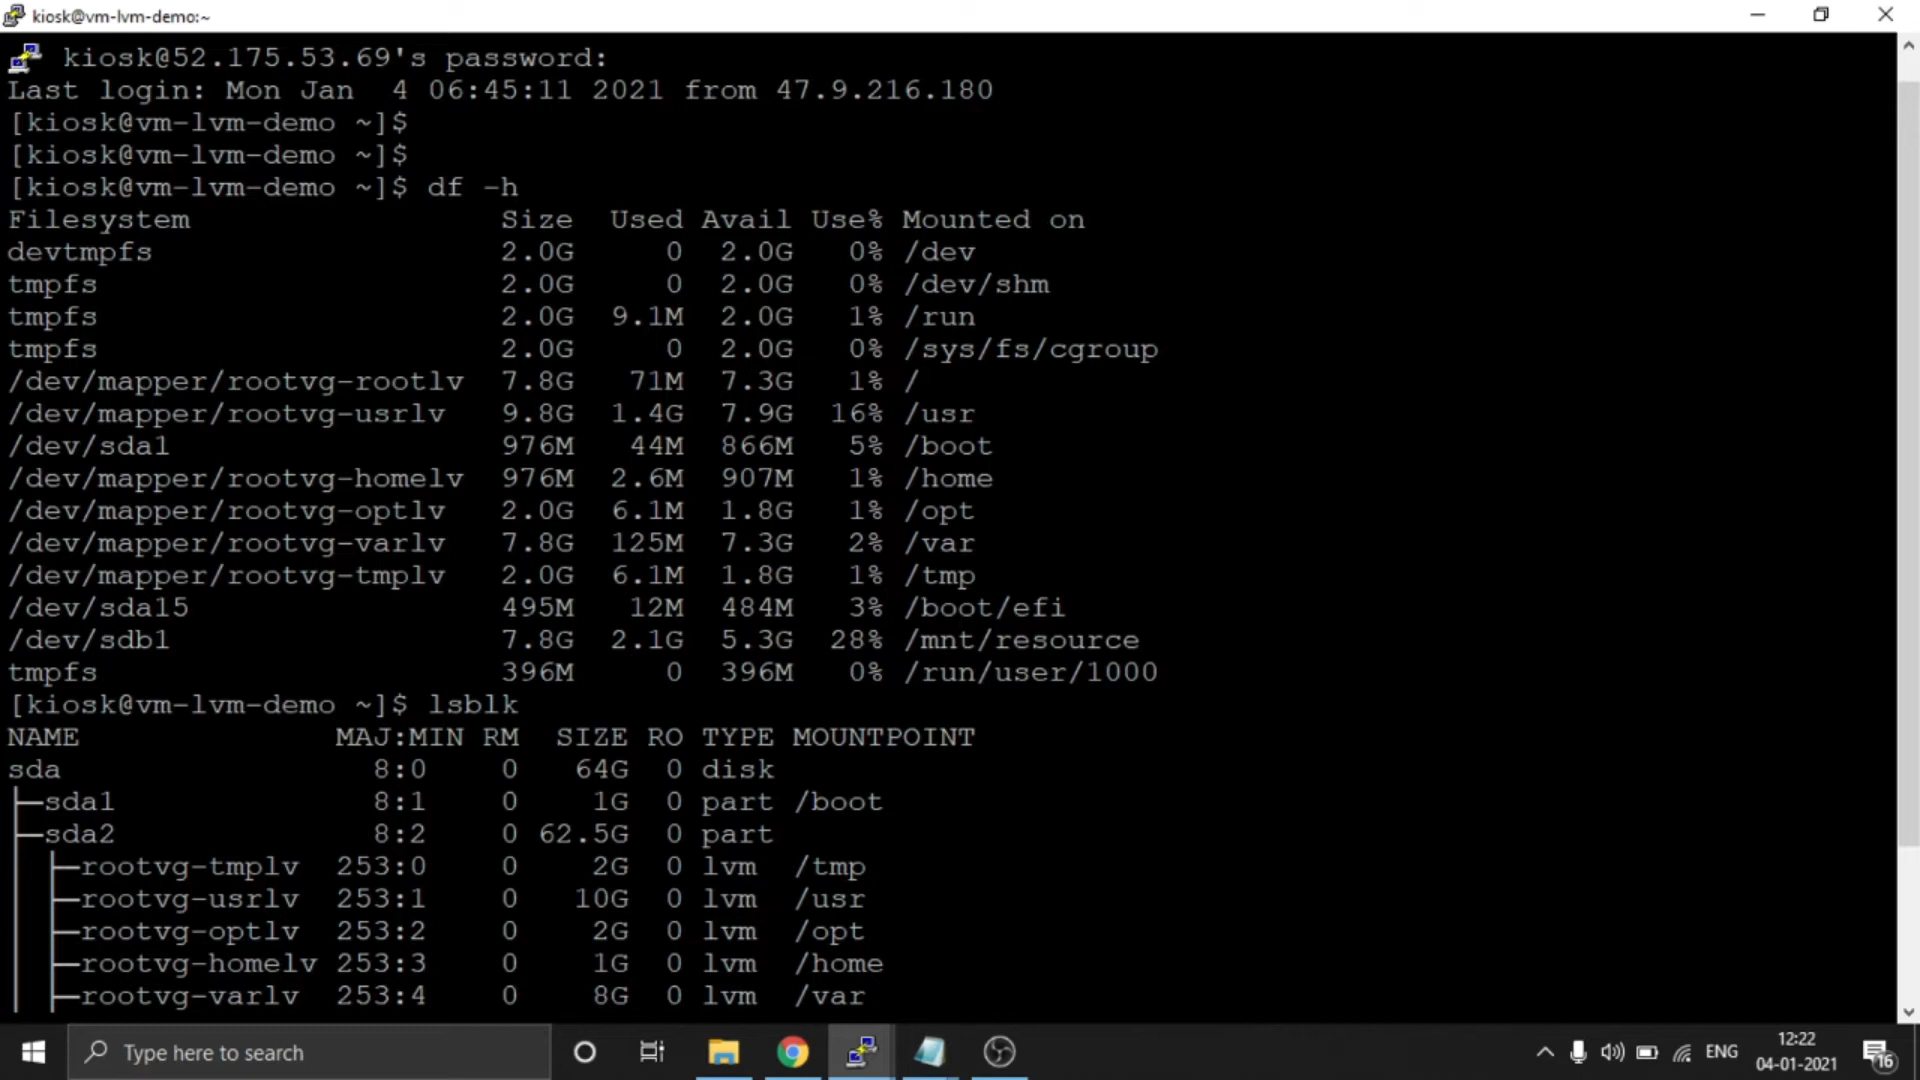 kiosk@vm-lvm-demo:~
kiosk@52.175.53.69's password:
Last login: Mon Jan  4 06:45:11 2021 from 47.9.216.180
[kiosk@vm-lvm-demo ~]$
[kiosk@vm-lvm-demo ~]$
[kiosk@vm-lvm-demo ~]$ df -h
Filesystem                  Size  Used Avail Use% Mounted on
devtmpfs                    2.0G     0  2.0G   0% /dev
tmpfs                       2.0G     0  2.0G   0% /dev/shm
tmpfs                       2.0G  9.1M  2.0G   1% /run
tmpfs                       2.0G     0  2.0G   0% /sys/fs/cgroup
/dev/mapper/rootvg-rootlv   7.8G   71M  7.3G   1% /
/dev/mapper/rootvg-usrlv    9.8G  1.4G  7.9G  16% /usr
/dev/sda1                   976M   44M  866M   5% /boot
/dev/mapper/rootvg-homelv   976M  2.6M  907M   1% /home
/dev/mapper/rootvg-optlv    2.0G  6.1M  1.8G   1% /opt
/dev/mapper/rootvg-varlv    7.8G  125M  7.3G   2% /var
/dev/mapper/rootvg-tmplv    2.0G  6.1M  1.8G   1% /tmp
/dev/sda15                  495M   12M  484M   3% /boot/efi
/dev/sdb1                   7.8G  2.1G  5.3G  28% /mnt/resource
tmpfs                       396M     0  396M   0% /run/user/1000
[kiosk@vm-lvm-demo ~]$ lsblk
NAME              MAJ:MIN RM  SIZE RO TYPE MOUNTPOINT
sda                 8:0    0   64G  0 disk
├─sda1              8:1    0    1G  0 part /boot
├─sda2              8:2    0 62.5G  0 part
│ ├─rootvg-tmplv  253:0    0    2G  0 lvm  /tmp
│ ├─rootvg-usrlv  253:1    0   10G  0 lvm  /usr
│ ├─rootvg-optlv  253:2    0    2G  0 lvm  /opt
│ ├─rootvg-homelv 253:3    0    1G  0 lvm  /home
│ ├─rootvg-varlv  253:4    0    8G  0 lvm  /var
Type here to search
ENG
12:22
04-01-2021
16